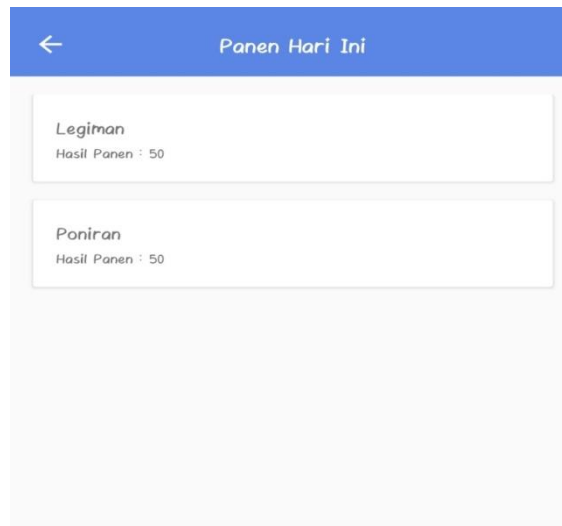 Panen Hari Ini
Legiman
Hasil Panen : 50
Poniran
Hasil Panen : 50